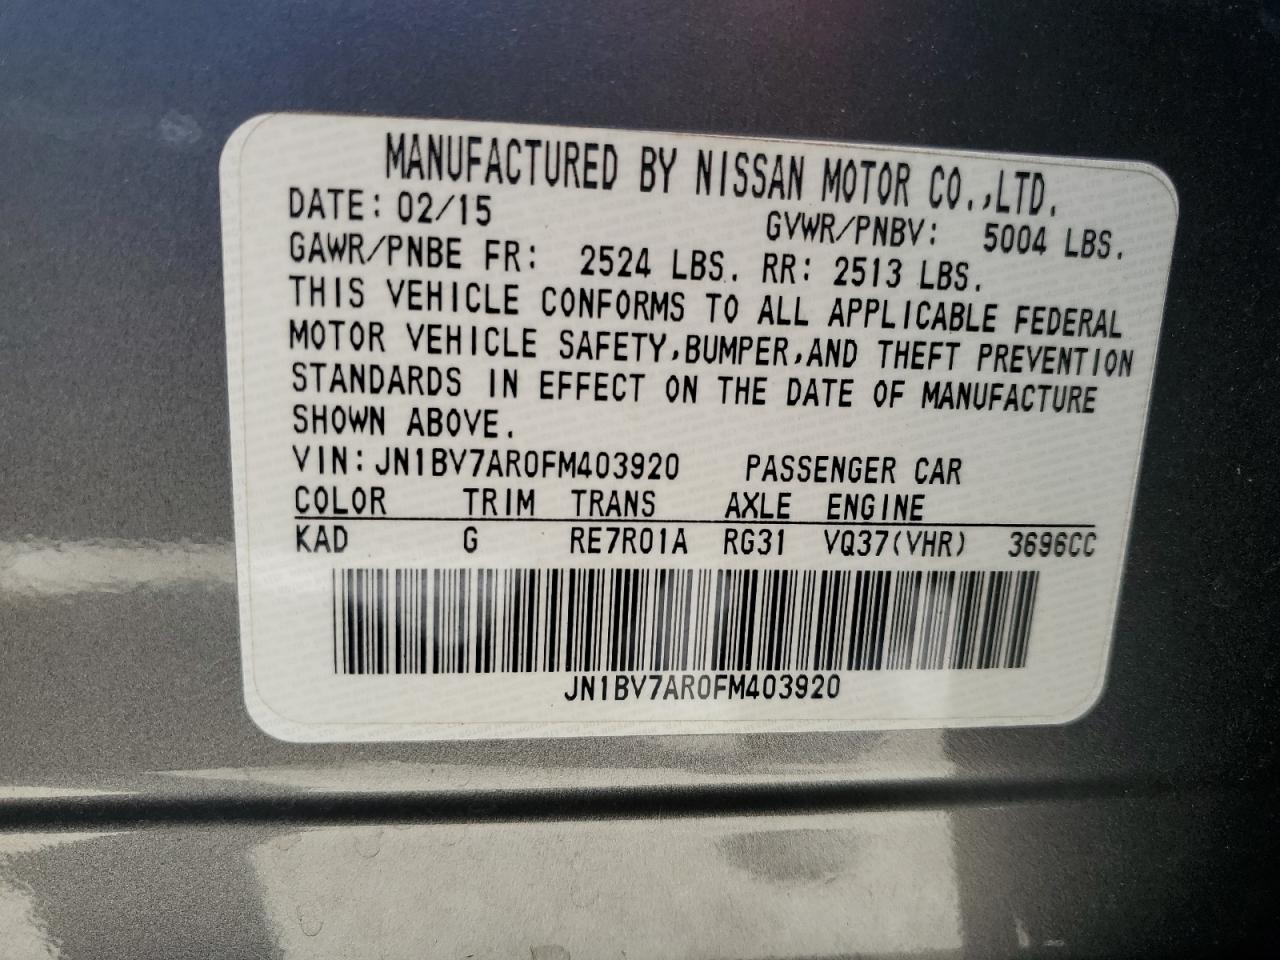 MANUFACTURED BY NISSAN MOTOR CO.,LTD.
DATE: 02/15 GVWR/PNBV: 5004 LBS.
GAWR/PNBE FR: 2524 LBS. RR: 2513 LBS.
THIS VEHICLE CONFORMS TO ALL APPLICABLE FEDERAL
MOTOR VEHICLE SAFETY,BUMPER,AND THEFT PREVENTION
STANDARDS IN EFFECT ON THE DATE OF MANUFACTURE
SHOWN ABOVE.
VIN:JN1BV7AR0FM403920 PASSENGER CAR
COLOR TRIM TRANS AXLE ENGINE
KAD G RE7R01A RG31 VQ37(VHR) 3696CC
JN1BV7AR0FM403920